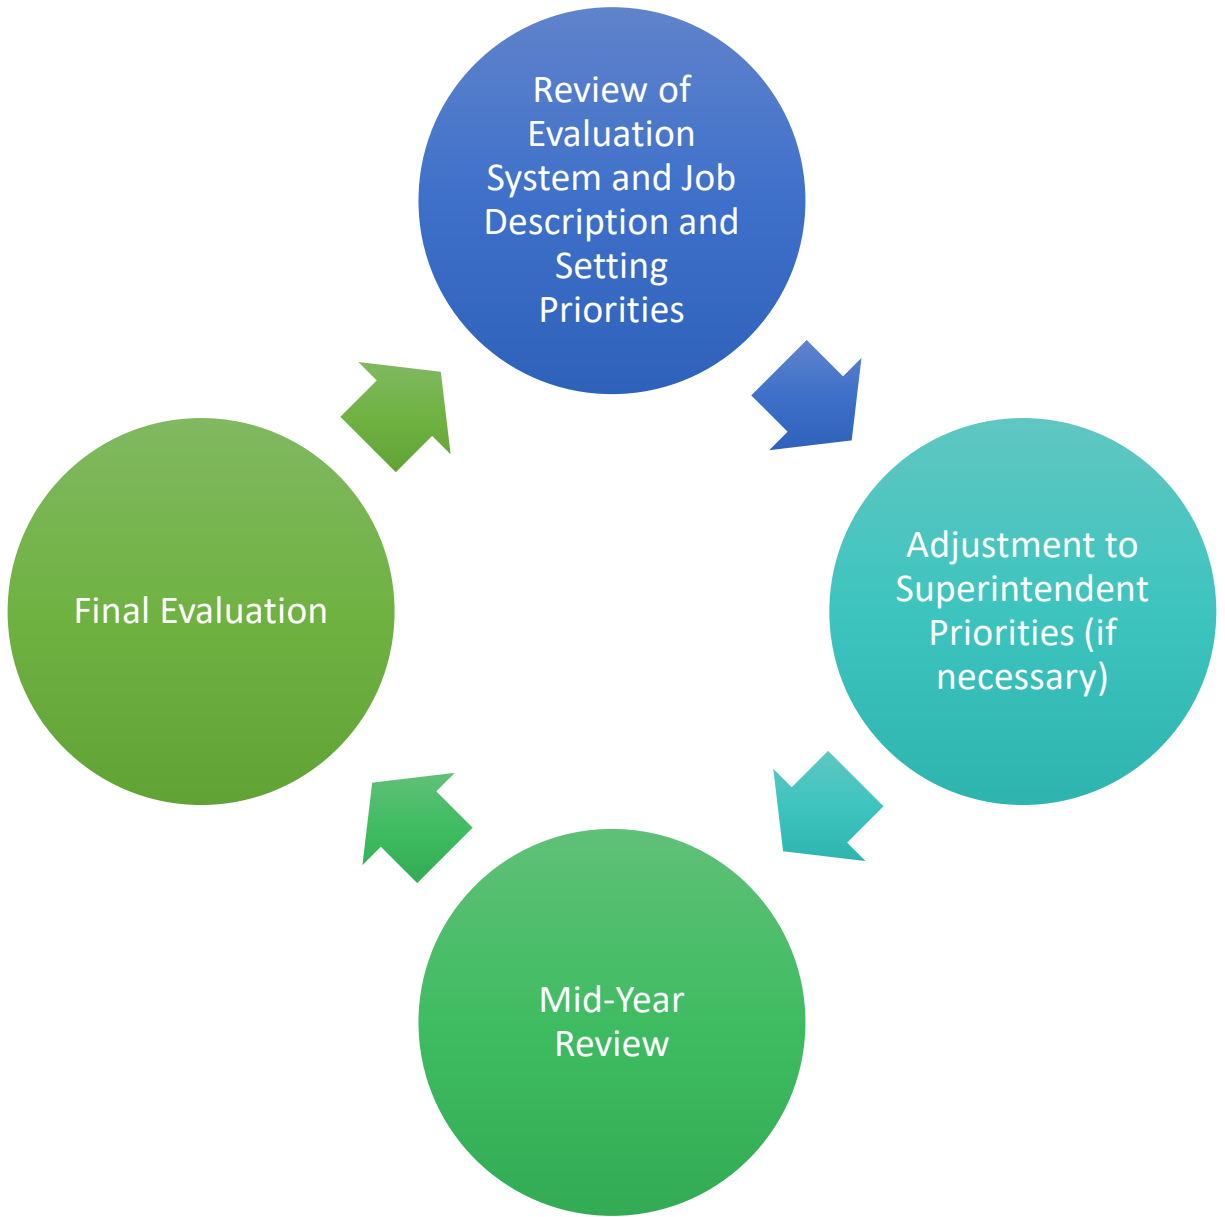 Review of
Evaluation
System and Job
Description and
Setting
Priorities
Adjustment to
Superintendent
Priorities (if
necessary)
Mid-Year
Review
Final Evaluation